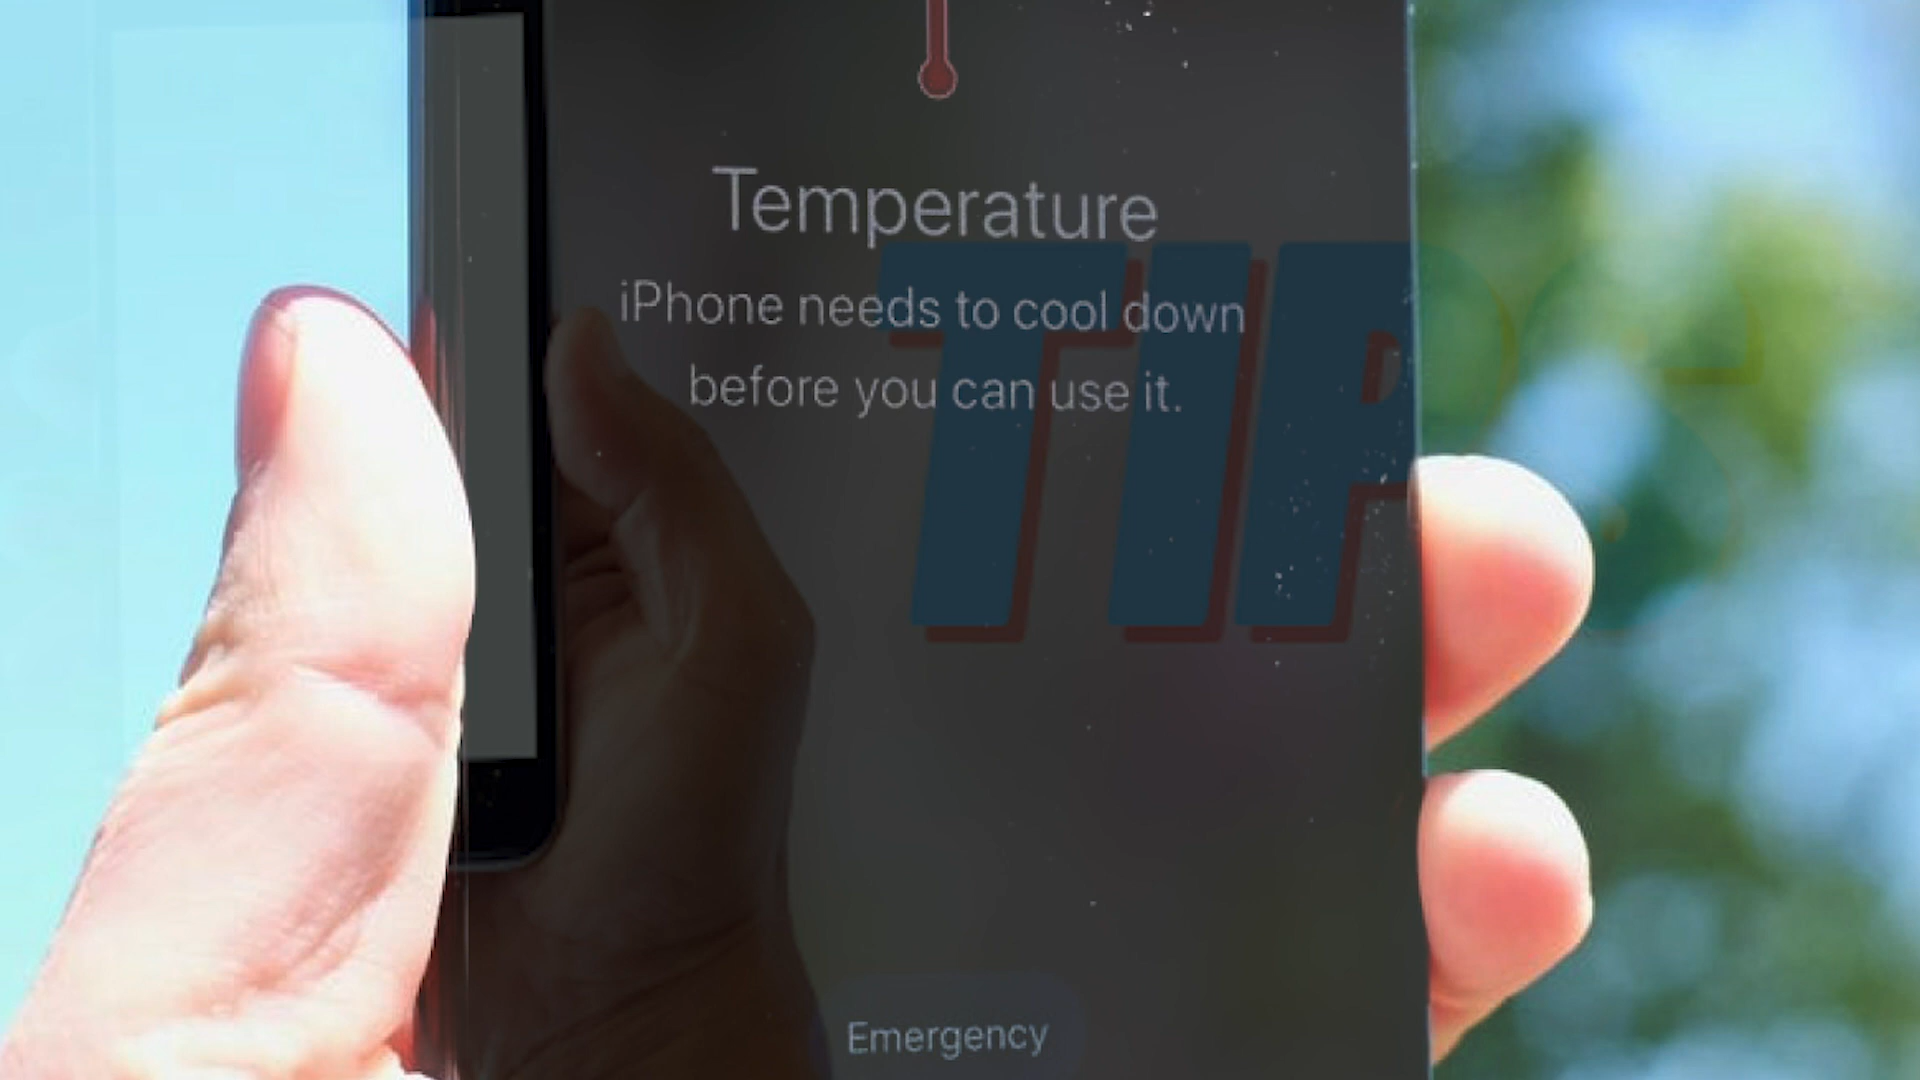 Temperature
iPhone needs to cool down
before you can use it.
TIP
Emergency